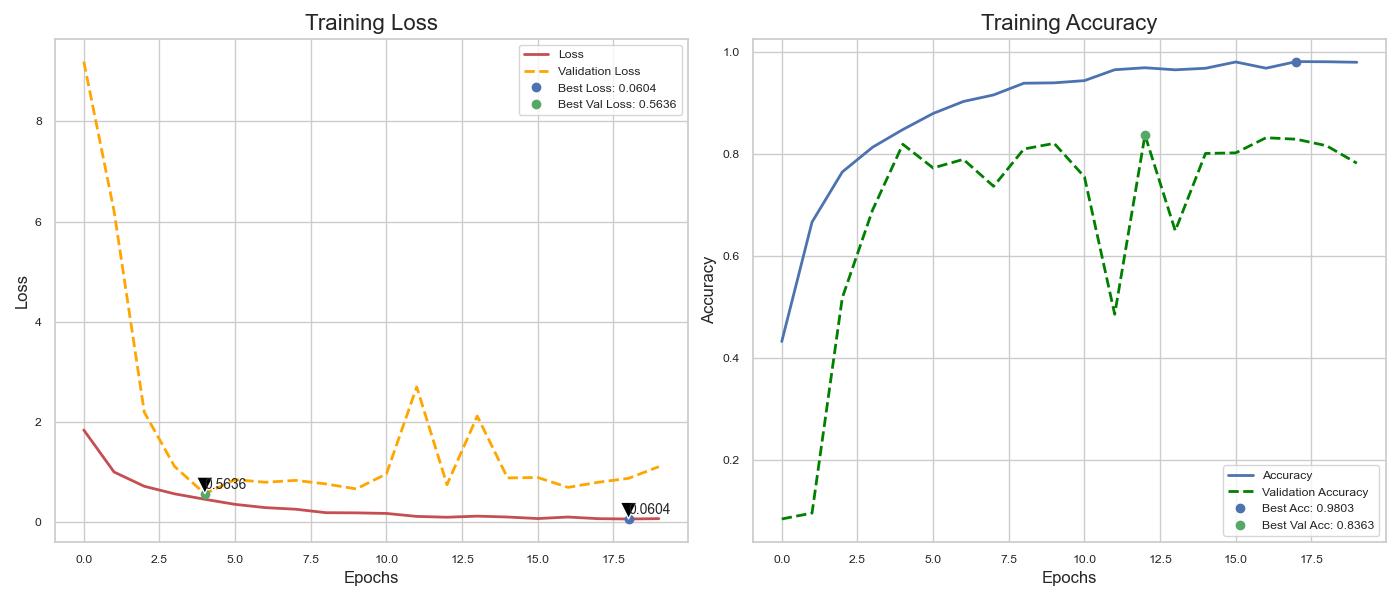 Training Loss
Loss
Validation Loss
Best Loss: 0.0604
Best Val Loss: 0.5636
8
6
4
2
0
Loss
0.5636
0.0604
0.0
2.5
5.0
7.5
10.0
12.5
15.0
17.5
Epochs
Training Accuracy
1.0
0.8
0.6
0.4
0.2
Accuracy
Accuracy
Validation Accuracy
Best Acc: 0.9803
Best Val Acc: 0.8363
0.0
2.5
5.0
7.5
10.0
12.5
15.0
17.5
Epochs